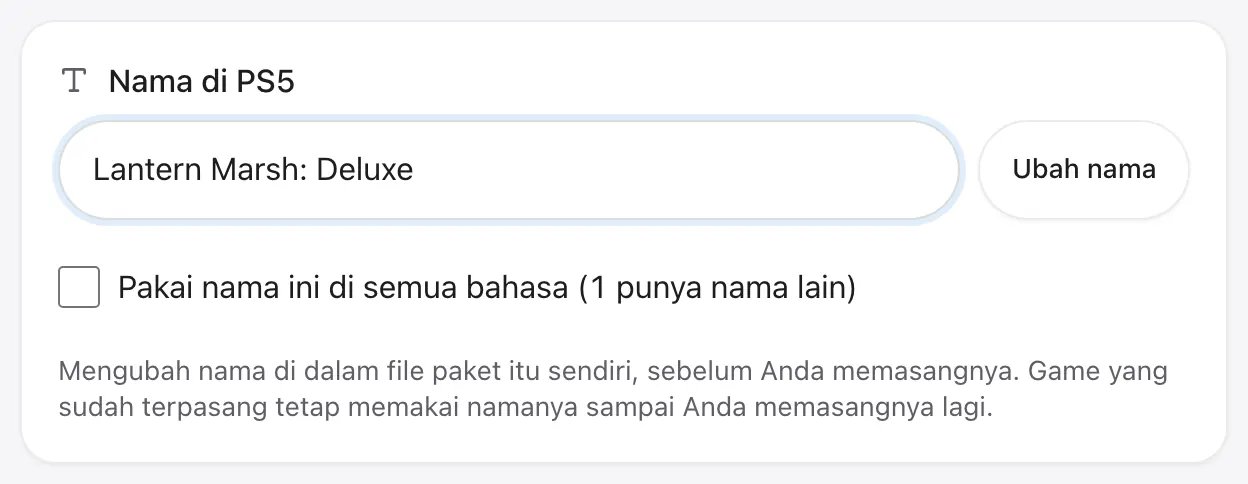 Nama di PS5
Lantern Marsh: Deluxe
Ubah nama
Pakai nama ini di semua bahasa (1 punya nama lain)
Mengubah nama di dalam file paket itu sendiri, sebelum Anda memasangnya. Game yang
sudah terpasang tetap memakai namanya sampai Anda memasangnya lagi.